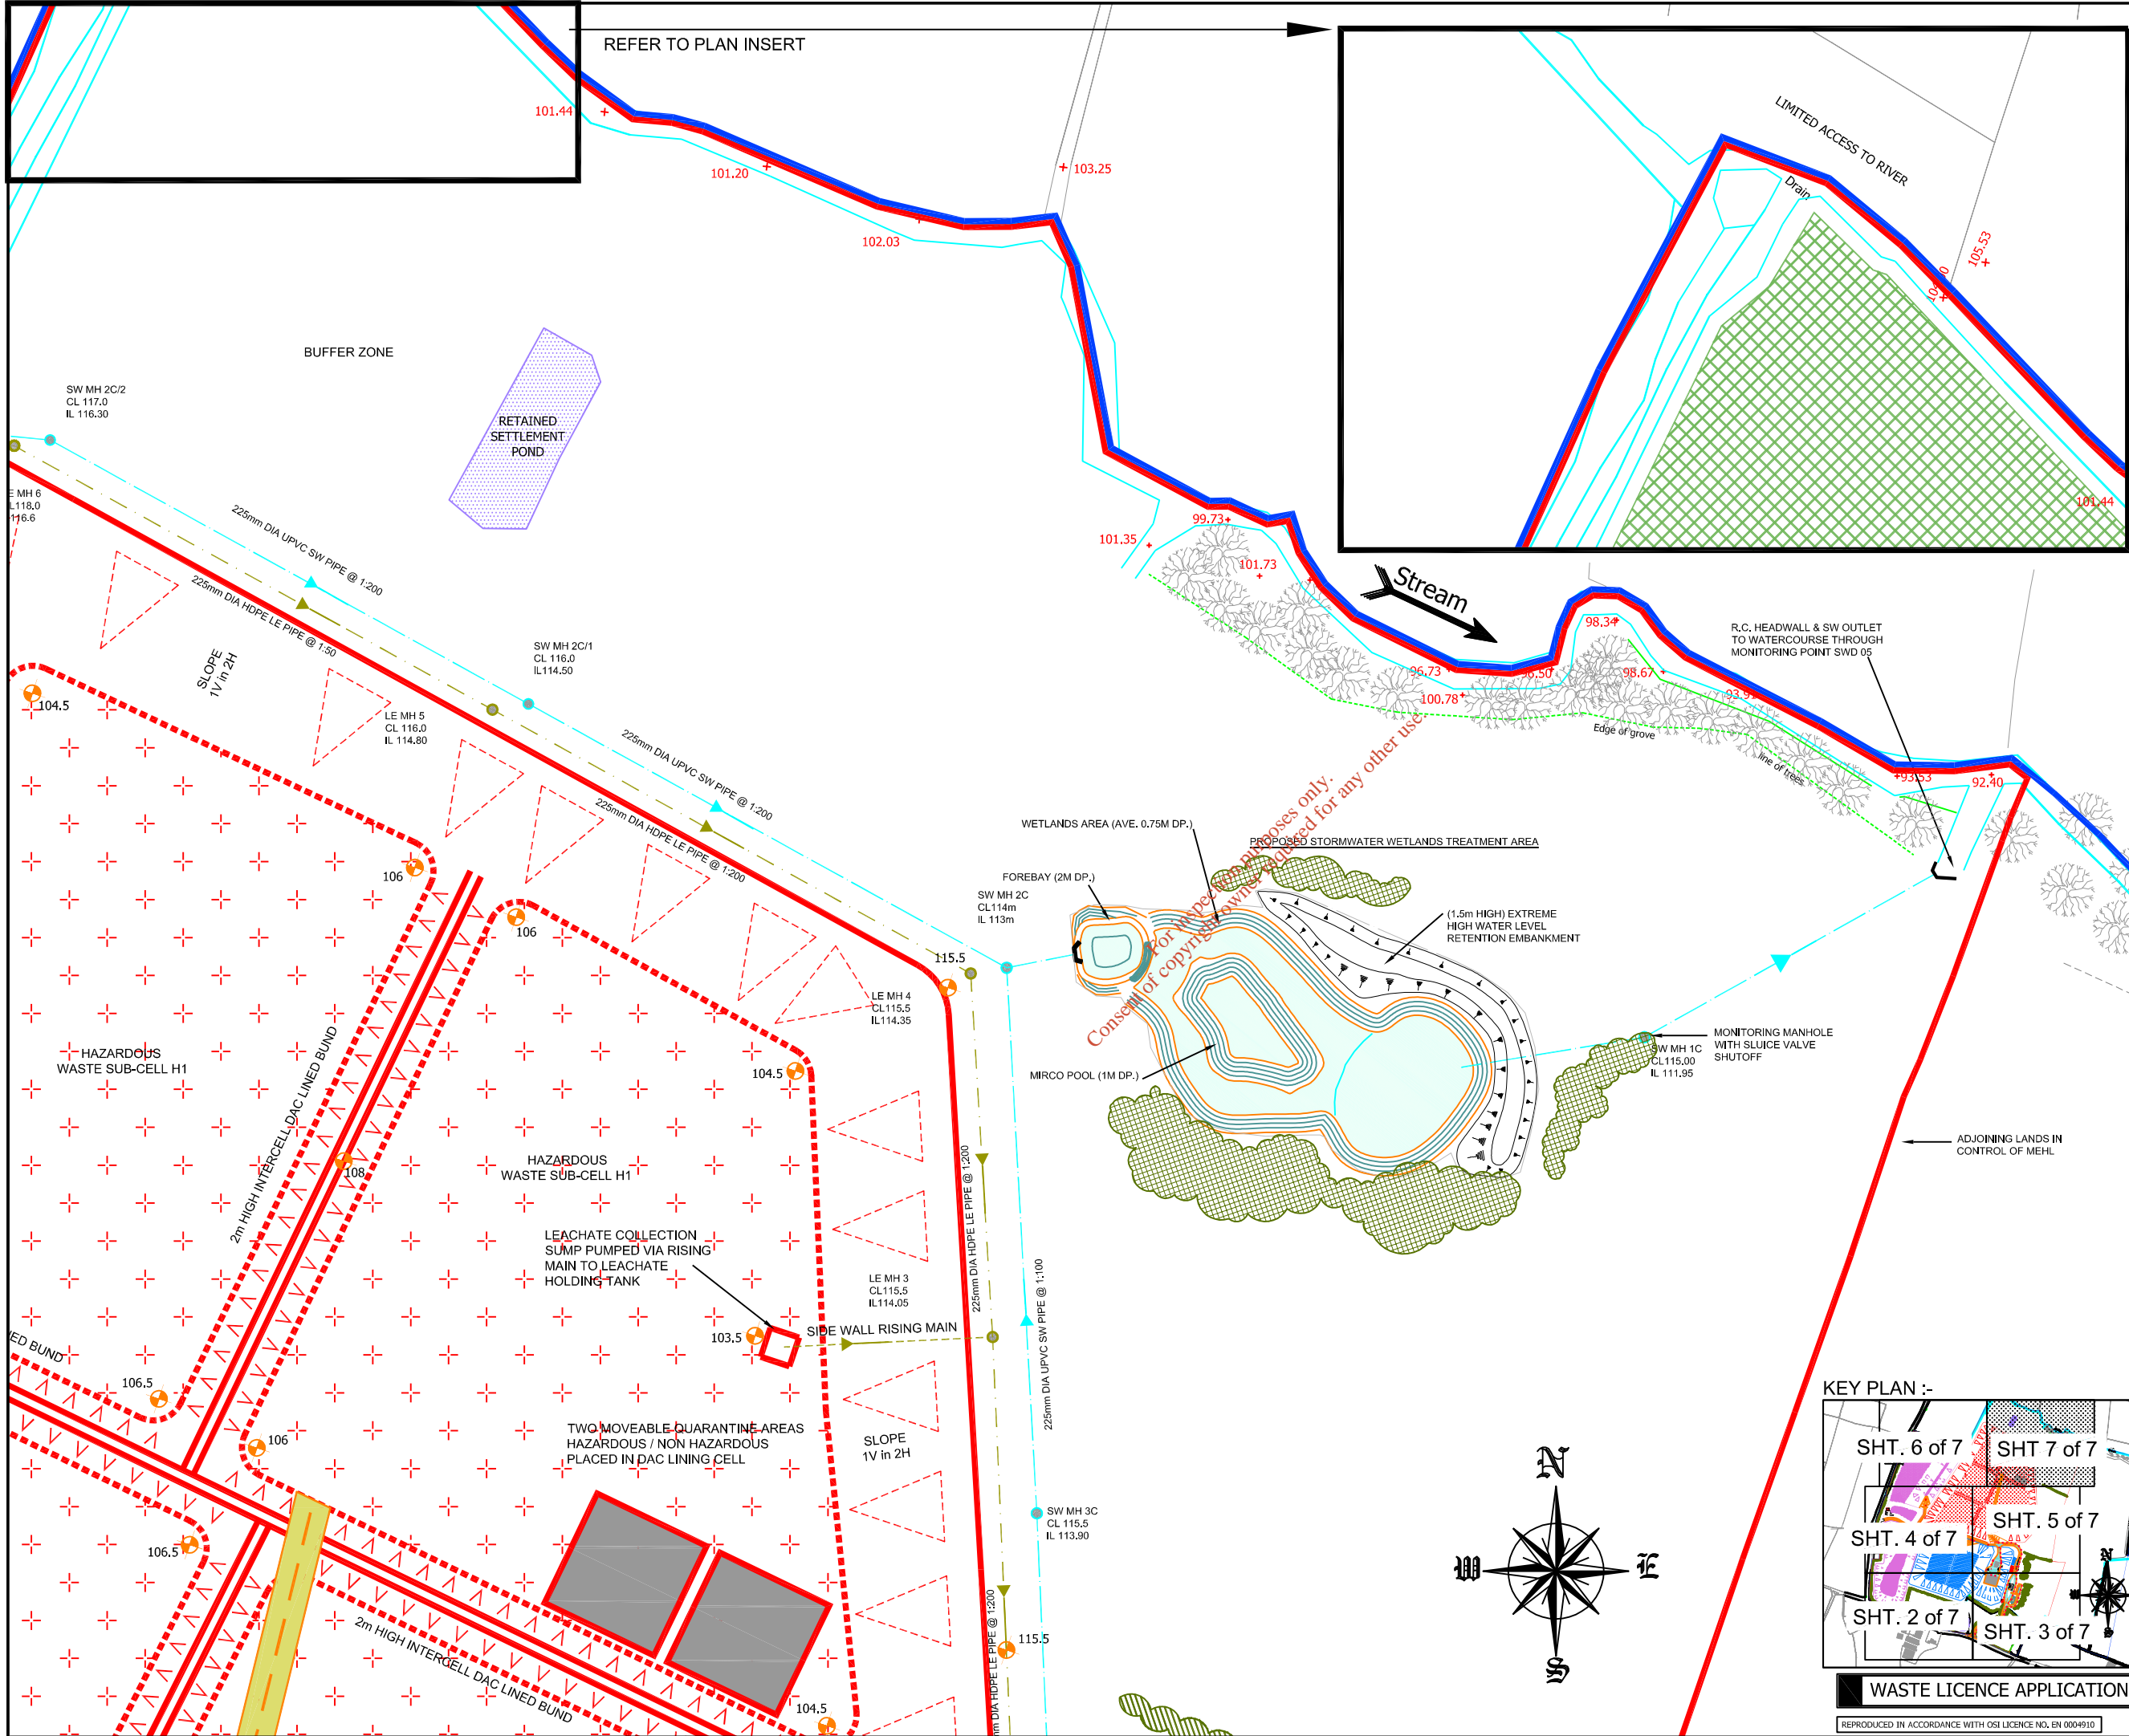 REFER TO PLAN INSERT
101.44
101.20
102.03
103.25
LIMITED ACCESS TO RIVER
Drain
105.53
101.44
BUFFER ZONE
RETAINED
SETTLEMENT
POND
SW MH 2C/2
CL 117.0
IL 116.30
MH 6
118.0
116.6
225mm DIA UPVC SW PIPE @ 1:200
225mm DIA HDPE LE PIPE @ 1:50
SLOPE
1V in 2H
SW MH 2C/1
CL 116.0
IL114.50
LE MH 5
CL 116.0
IL 114.80
225mm DIA UPVC SW PIPE @ 1:200
225mm DIA HDPE LE PIPE @ 1:200
99.73
101.35
101.73
Stream
98.34
96.73
96.50
98.67
100.78
Edge of grove
line of trees
93.53
92.40
R.C. HEADWALL & SW OUTLET
TO WATERCOURSE THROUGH
MONITORING POINT SWD 05
104.5
106
106
108
115.5
104.5
WETLANDS AREA (AVE. 0.75M DP.)
PROPOSED STORMWATER WETLANDS TREATMENT AREA
FOREBAY (2M DP.)
SW MH 2C
CL114m
IL 113m
(1.5m HIGH) EXTREME
HIGH WATER LEVEL
RETENTION EMBANKMENT
For inspection purposes only.
Consent of copyright owner required for any other use.
LE MH 4
CL115.5
IL114.35
MIRCO POOL (1M DP.)
MONITORING MANHOLE
WITH SLUICE VALVE
SHUTOFF
SW MH 1C
CL115.00
IL 111.95
ADJOINING LANDS IN
CONTROL OF MEHL
HAZARDOUS
WASTE SUB-CELL H1
2m HIGH INTERCELL DAC LINED BUND
HAZARDOUS
WASTE SUB-CELL H1
LEACHATE COLLECTION
SUMP PUMPED VIA RISING
MAIN TO LEACHATE
HOLDING TANK
LE MH 3
CL115.5
IL114.05
103.5
SIDE WALL RISING MAIN
225mm DIA HDPE LE PIPE @ 1:200
225mm DIA UPVC SW PIPE @ 1:100
BUND
106.5
106
106.5
TWO MOVEABLE QUARANTINE AREAS
HAZARDOUS / NON HAZARDOUS
PLACED IN DAC LINING CELL
SLOPE
1V in 2H
SW MH 3C
CL 115.5
IL 113.90
2m HIGH INTERCELL DAC LINED BUND
DIA HDPE LE PIPE @ 1:200
115.5
104.5
N
W
E
S
KEY PLAN :-
SHT. 6 of 7
SHT 7 of 7
SHT. 5 of 7
SHT. 4 of 7
SHT. 2 of 7
SHT. 3 of 7
N
WASTE LICENCE APPLICATION
REPRODUCED IN ACCORDANCE WITH OSI LICENCE NO. EN 0004910